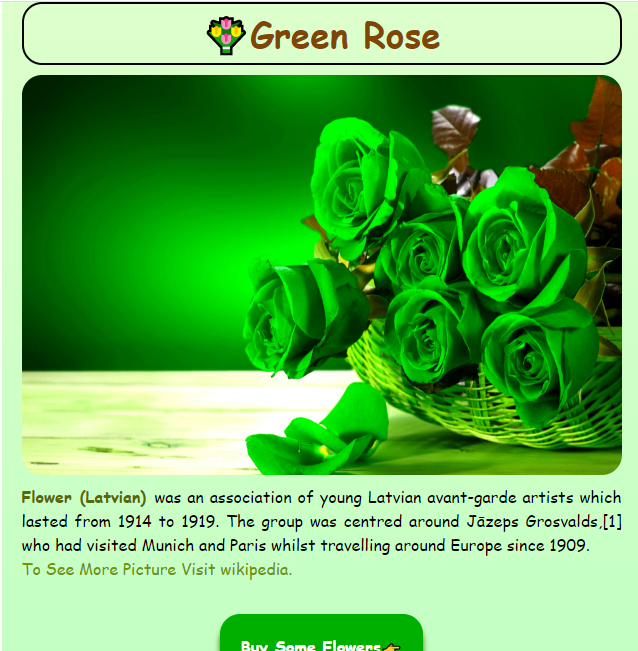 Green Rose
Flower (Latvian) was an association of young Latvian avant-garde artists which
lasted from 1914 to 1919. The group was centred around Jāzeps Grosvalds,[1]
who had visited Munich and Paris whilst travelling around Europe since 1909.
To See More Picture Visit wikipedia.
Buy Some Flowers